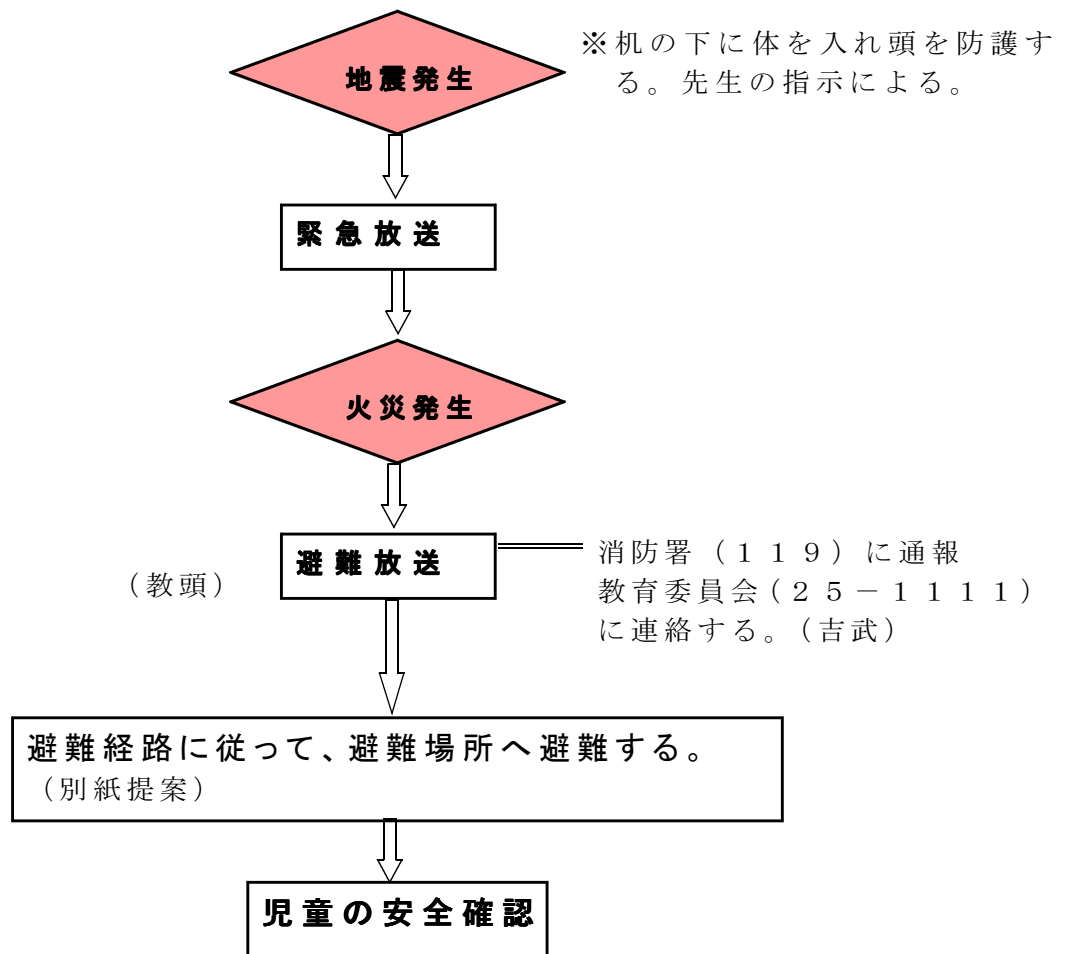 地震発生
※机の下に体を入れ頭を防護す
る。先生の指示による。
緊急放送
火災発生
避難放送
（教頭）
消防署（１１９）に通報
教育委員会（２５－１１１１）
に連絡する。（吉武）
避難経路に従って、避難場所へ避難する。
（別紙提案）
児童の安全確認